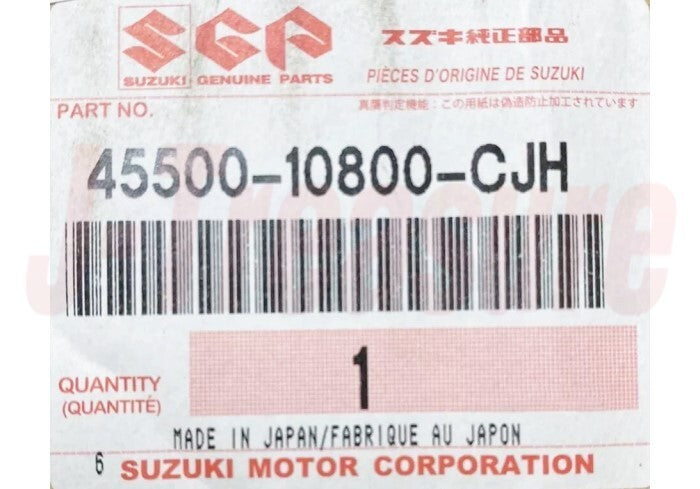 SGP スズキ純正部品
SUZUKI GENUINE PARTS PIÈCES D'ORIGINE DE SUZUKI
PART NO. 真贋判定機能:この用紙は偽造防止加工されています
45500-10800-CJH
J-Treasure
1
QUANTITY
(QUANTITÉ)
MADE IN JAPAN/FABRIQUE AU JAPON
6 SUZUKI MOTOR CORPORATION